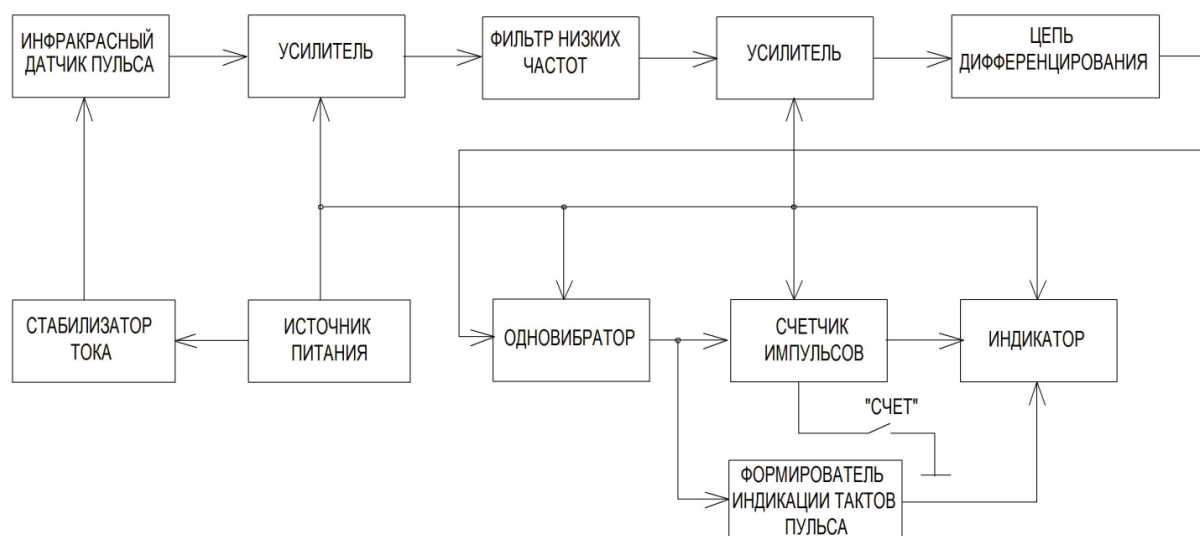 ИНФРАКРАСНЫЙ
ДАТЧИК ПУЛЬСА
УСИЛИТЕЛЬ
ФИЛЬТР НИЗКИХ
ЧАСТОТ
УСИЛИТЕЛЬ
ЦЕПЬ
ДИФФЕРЕНЦИРОВАНИЯ
СТАБИЛИЗАТОР
ТОКА
ИСТОЧНИК
ПИТАНИЯ
ОДНОВИБРАТОР
СЧЕТЧИК
ИМПУЛЬСОВ
ИНДИКАТОР
"СЧЕТ"
ФОРМИРОВАТЕЛЬ
ИНДИКАЦИИ ТАКТОВ
ПУЛЬСА